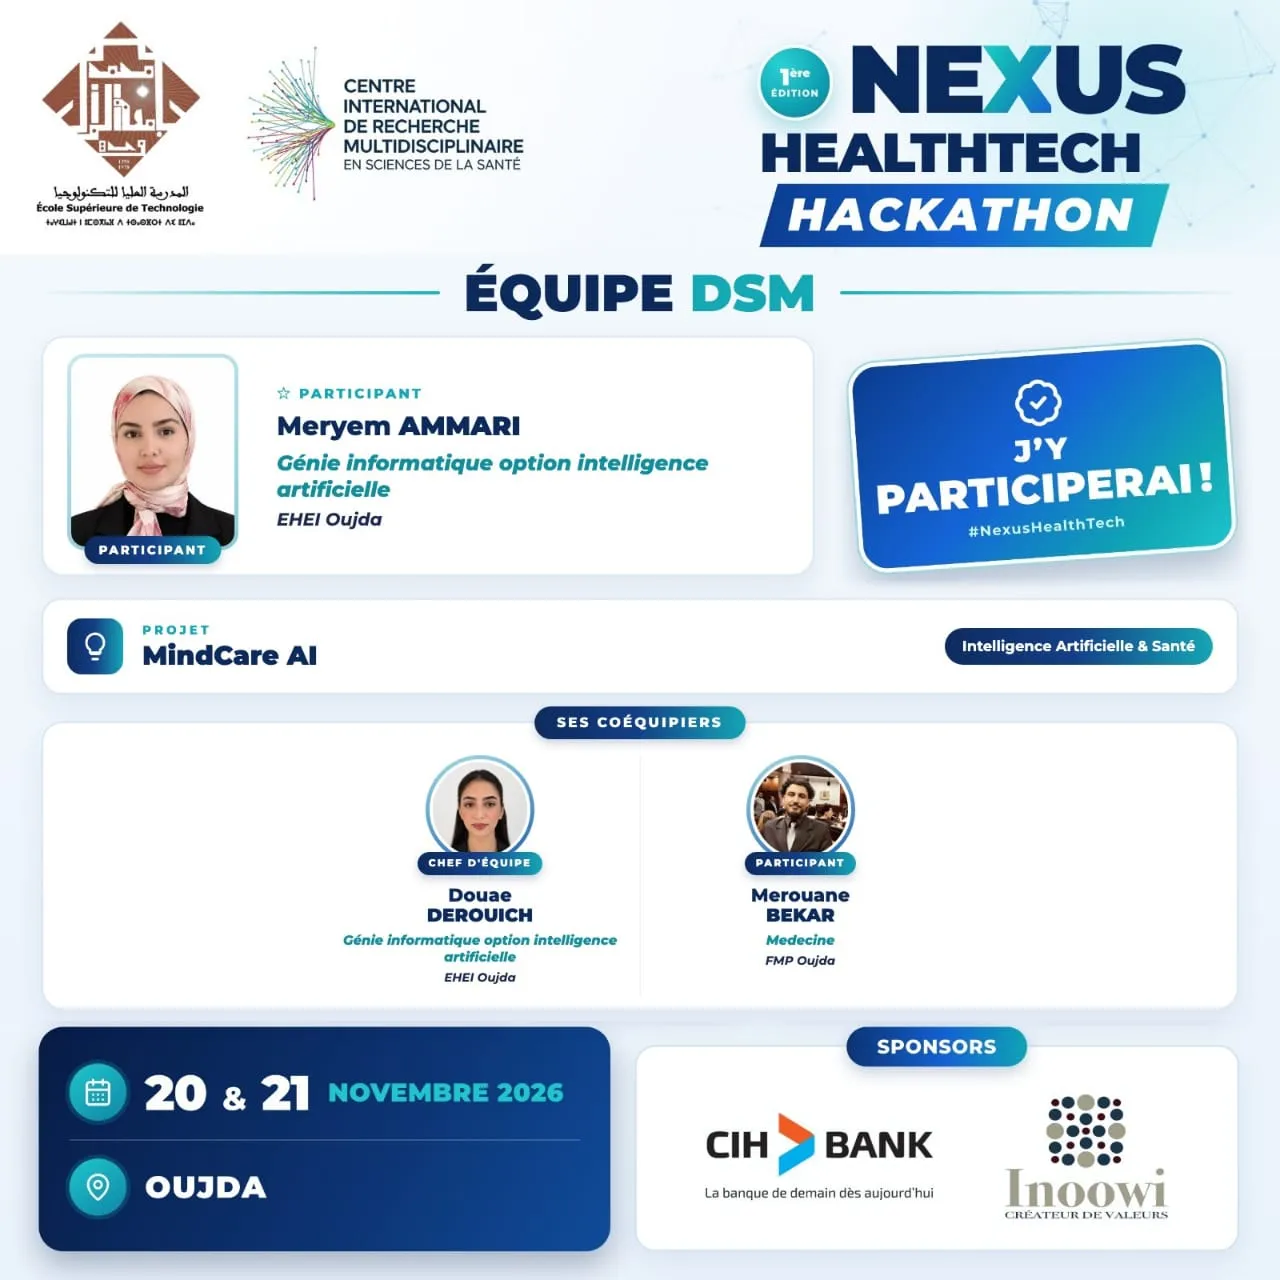 المدرسة العليا للتكنولوجيا
École Supérieure de Technologie
CENTRE
INTERNATIONAL
DE RECHERCHE
MULTIDISCIPLINAIRE
EN SCIENCES DE LA SANTÉ
1ère
ÉDITION
NEXUS
HEALTHTECH
HACKATHON
ÉQUIPE DSM
PARTICIPANT
☆ PARTICIPANT
Meryem AMMARI
Génie informatique option intelligence
artificielle
EHEI Oujda
J'Y
PARTICIPERAI !
#NexusHealthTech
PROJET
MindCare AI
Intelligence Artificielle & Santé
SES COÉQUIPIERS
CHEF D'ÉQUIPE
Douae
DEROUICH
Génie informatique option intelligence
artificielle
EHEI Oujda
PARTICIPANT
Merouane
BEKAR
Medecine
FMP Oujda
20 & 21 NOVEMBRE 2026
OUJDA
SPONSORS
CIH BANK
La banque de demain dès aujourd'hui
Inoowi
CRÉATEUR DE VALEURS